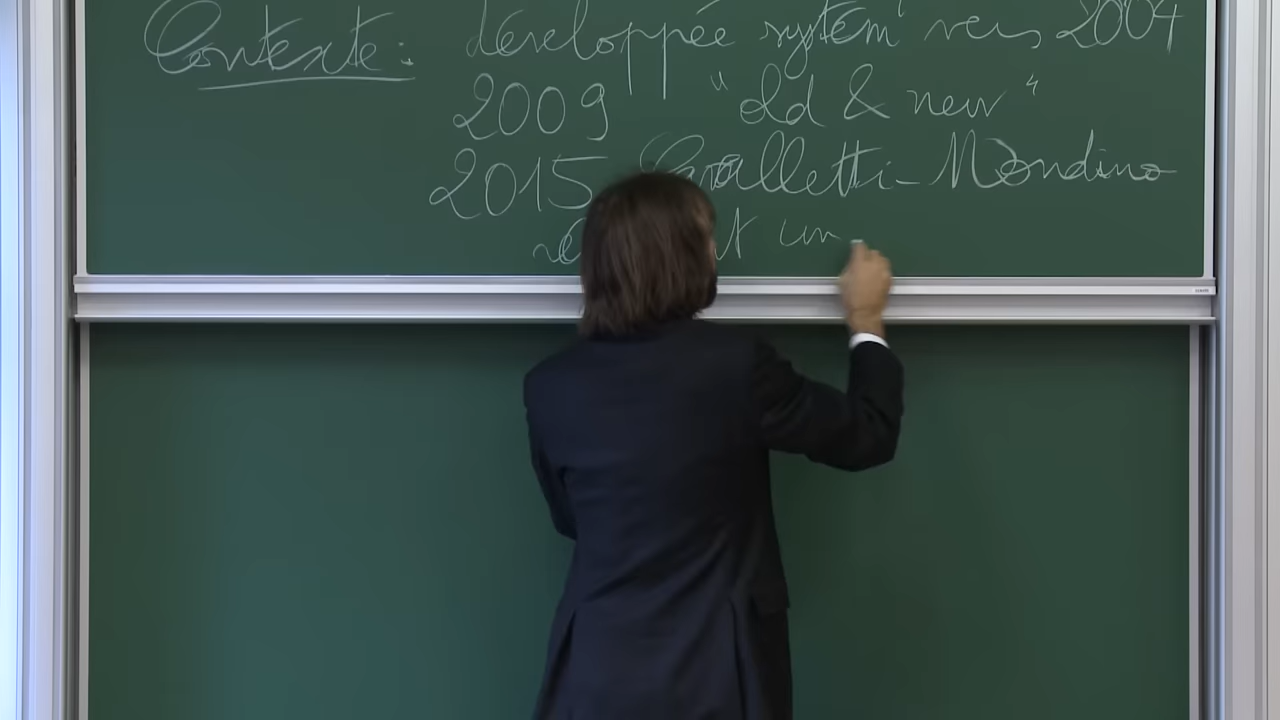 Contexte : développée systém' vers 2004
2009 "old & new"
2015 Cavalletti-Mondino
un